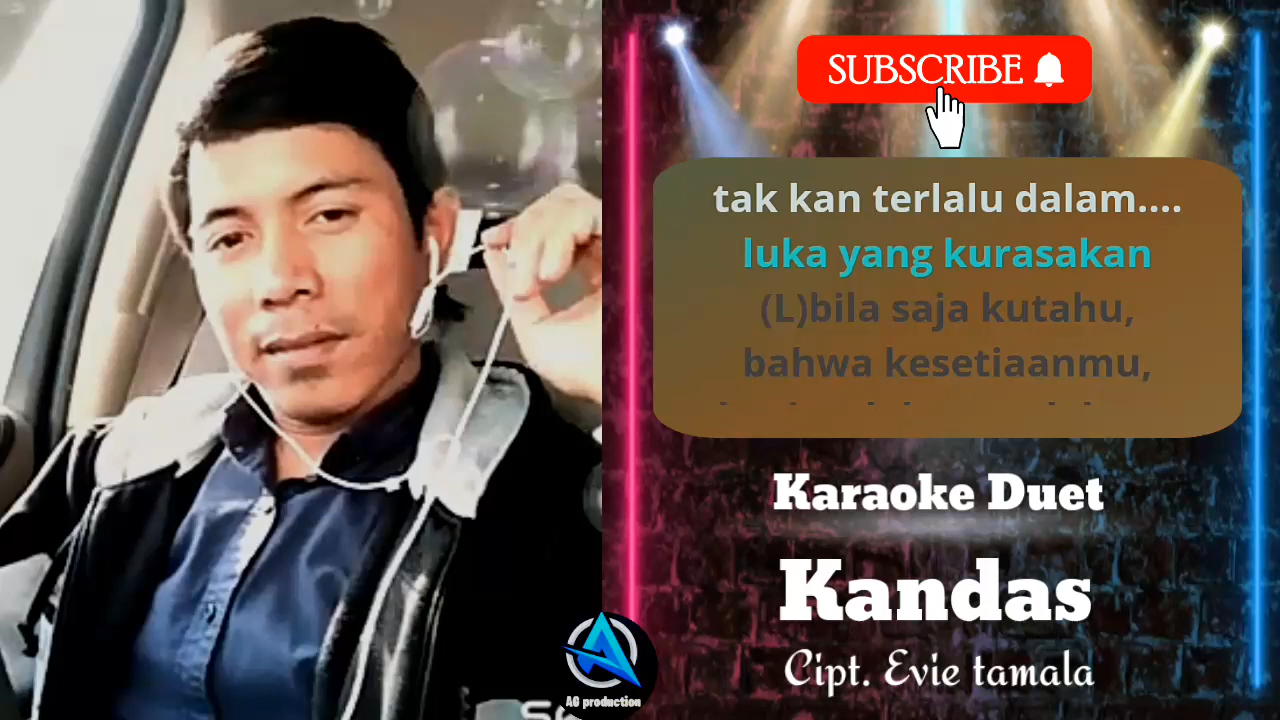 SUBSCRIBE
tak kan terlalu dalam....
luka yang kurasakan
(L)bila saja kutahu,
bahwa kesetiaanmu,
Karaoke Duet
Kandas
Cipt. Evie tamala
AG production